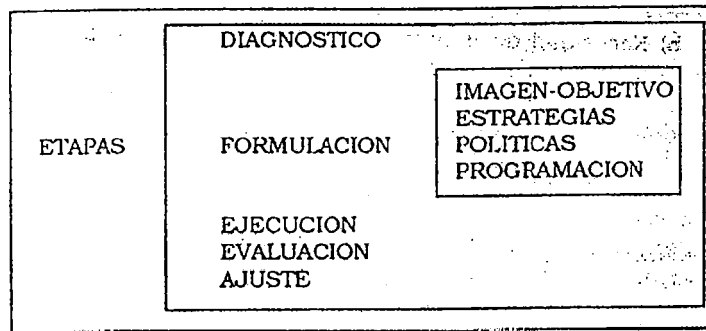 DIAGNOSTICO
IMAGEN-OBJETIVO
ESTRATEGIAS
ETAPAS FORMULACION POLITICAS
PROGRAMACION
EJECUCION
EVALUACION
AJUSTE